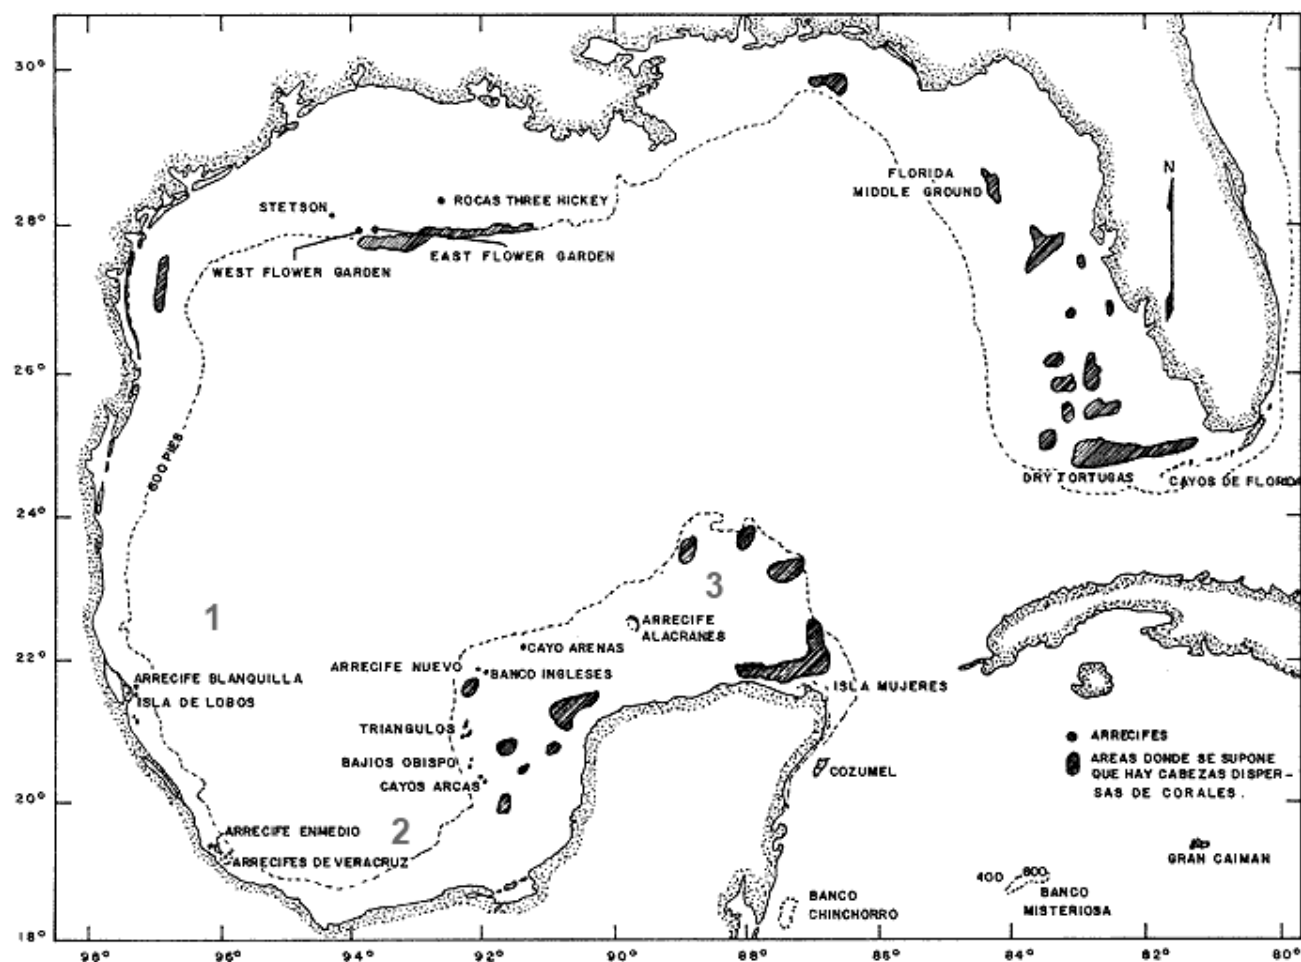 30°
FLORIDA
MIDDLE GROUND
N
STETSON
ROCAS THREE HICKEY
28°
EAST FLOWER GARDEN
WEST FLOWER GARDEN
26°
600 PIES
DRY TORTUGAS
CAYOS DE FLORIDA
24°
3
1
ARRECIFE
ALACRANES
CAYO ARENAS
22°
ARRECIFE NUEVO
BANCO INGLESES
ARRECIFE BLANQUILLA
ISLA DE LOBOS
ISLA MUJERES
TRIANGULOS
ARRECIFES
BAJIOS OBISPO
AREAS DONDE SE SUPONE
QUE HAY CABEZAS DISPER-
SAS DE CORALES.
COZUMEL
CAYOS ARCAS
20°
2
ARRECIFE ENMEDIO
ARRECIFES DE VERACRUZ
GRAN CAIMAN
400
600
BANCO
MISTERIOSA
BANCO
CHINCHORRO
18°
98°
96°
94°
92°
90°
88°
86°
84°
82°
80°